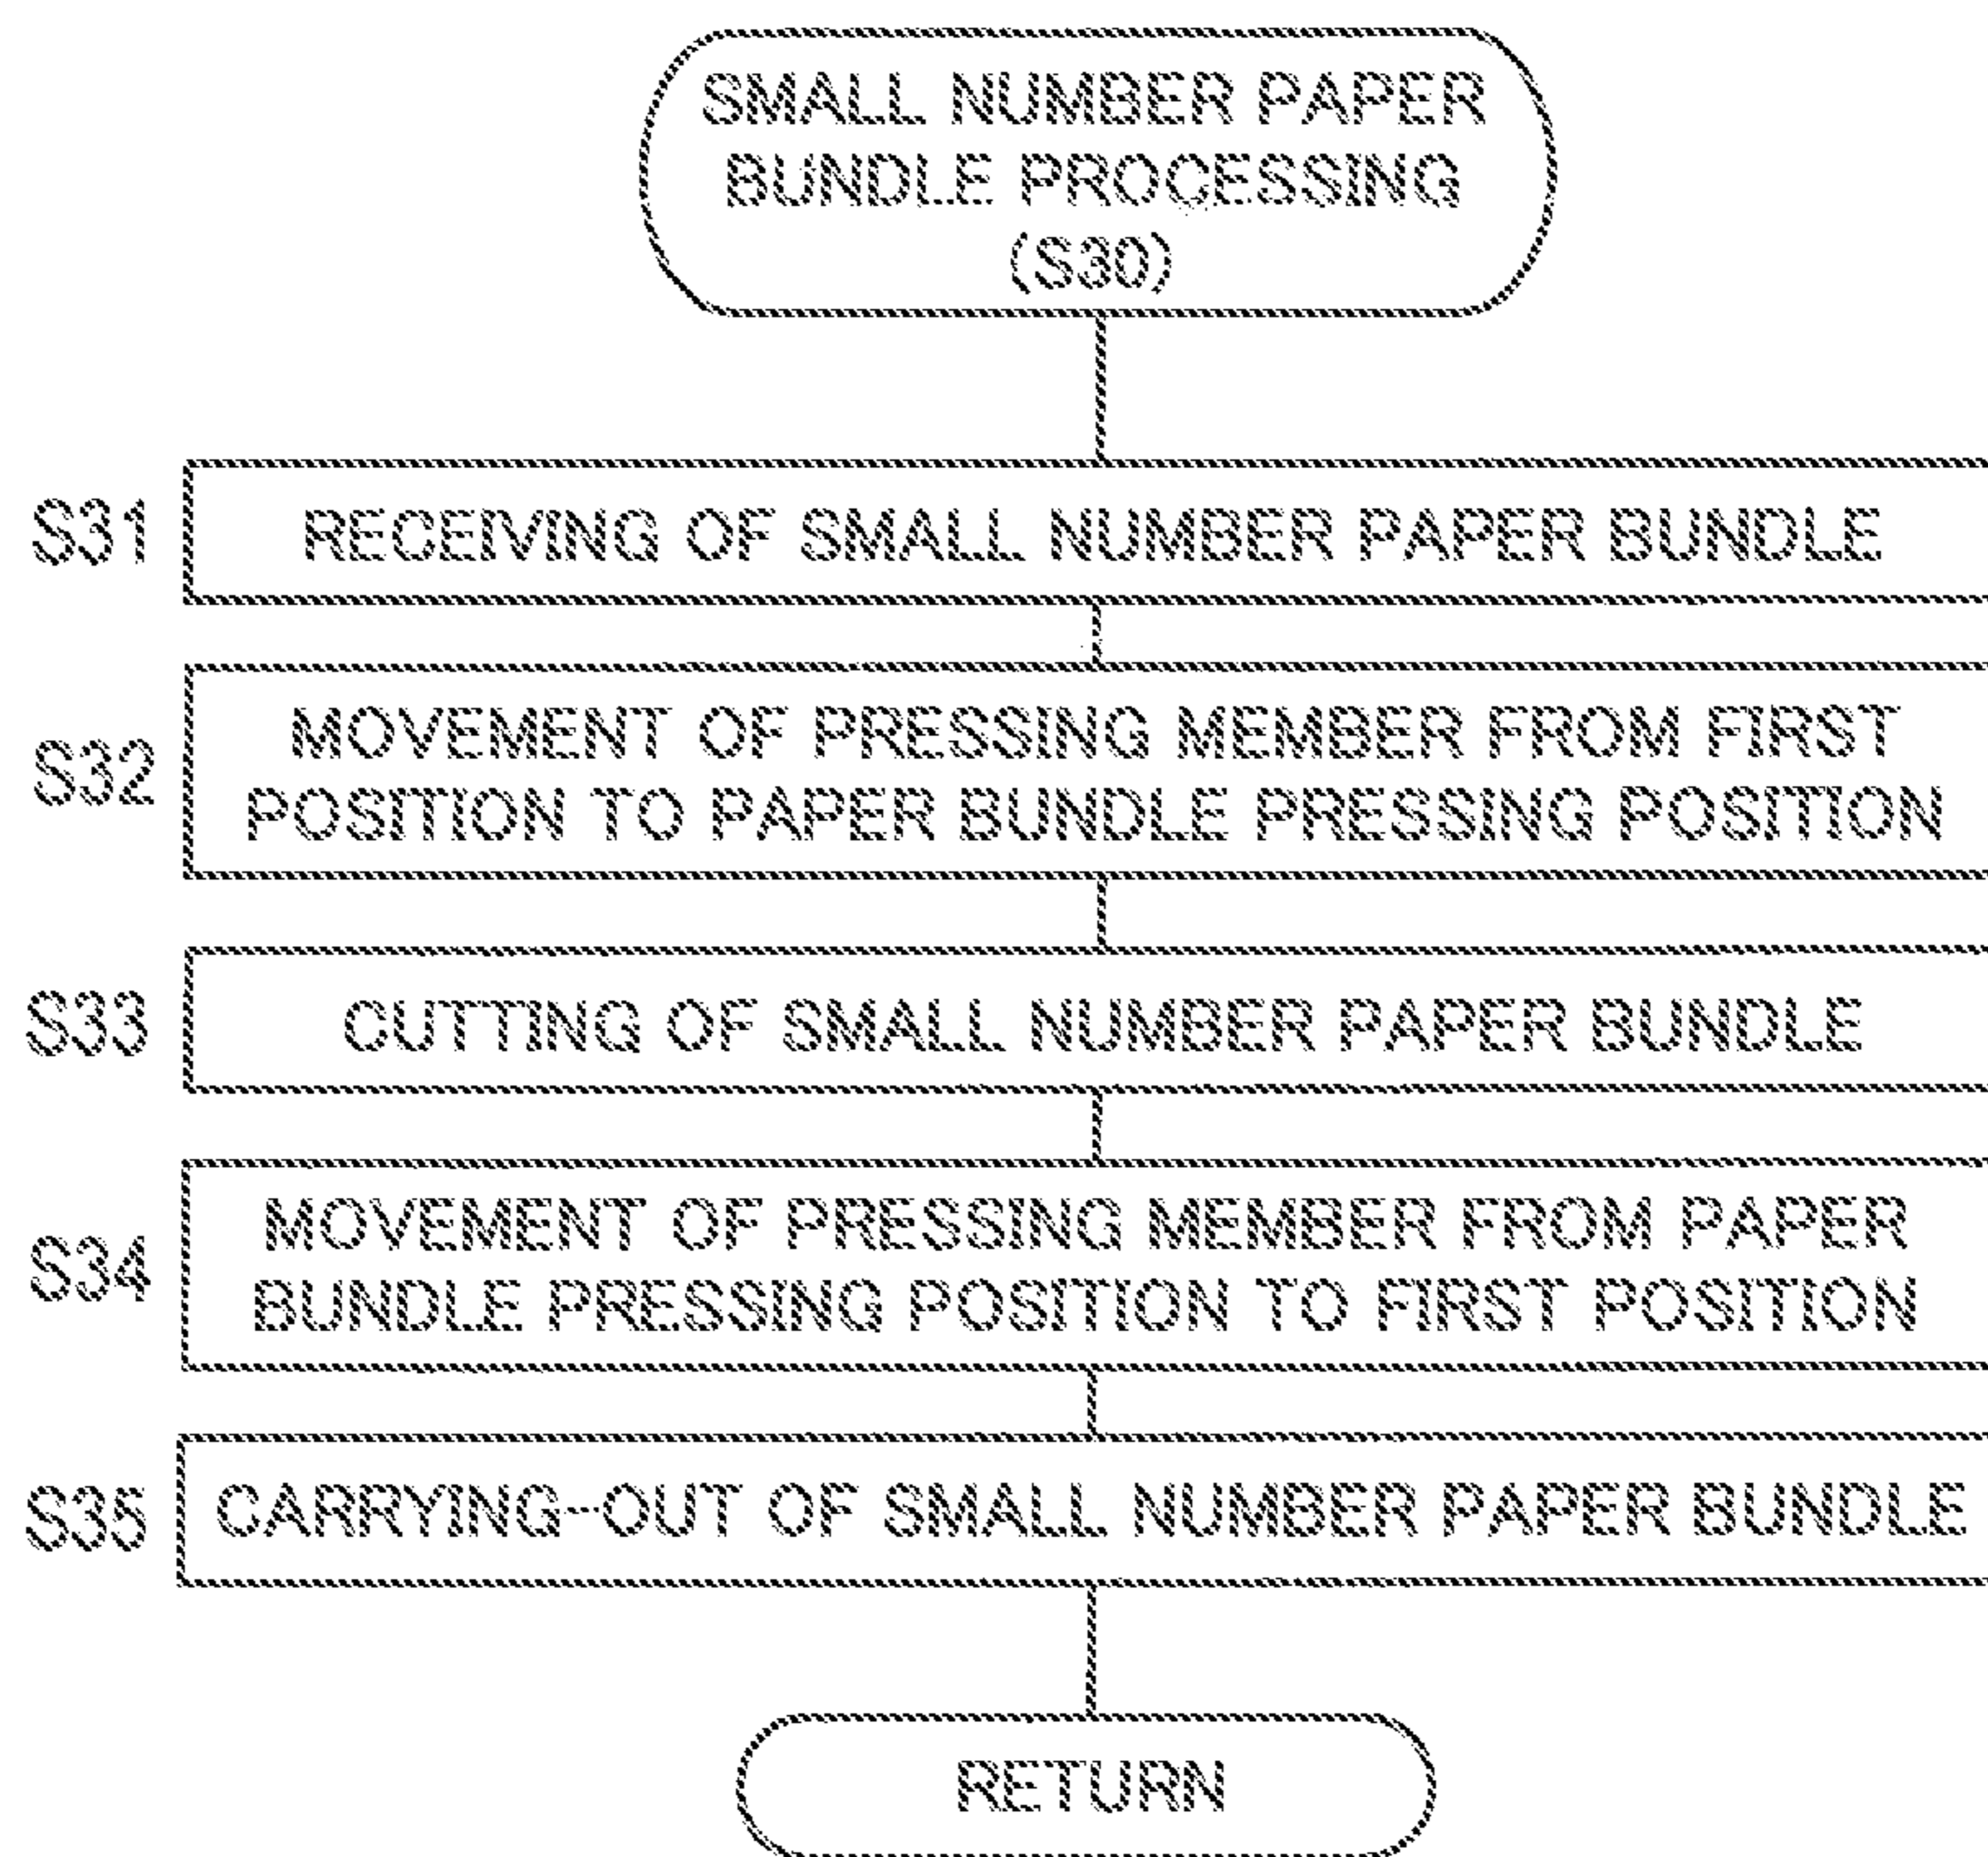 SMALL NUMBER PAPER
BUNDLE PROCESSING
(S30)
S31
RECEIVING OF SMALL NUMBER PAPER BUNDLE
S32
MOVEMENT OF PRESSING MEMBER FROM FIRST
POSITION TO PAPER BUNDLE PRESSING POSITION
S33
CUTTING OF SMALL NUMBER PAPER BUNDLE
S34
MOVEMENT OF PRESSING MEMBER FROM PAPER
BUNDLE PRESSING POSITION TO FIRST POSITION
S35
CARRYING-OUT OF SMALL NUMBER PAPER BUNDLE
RETURN